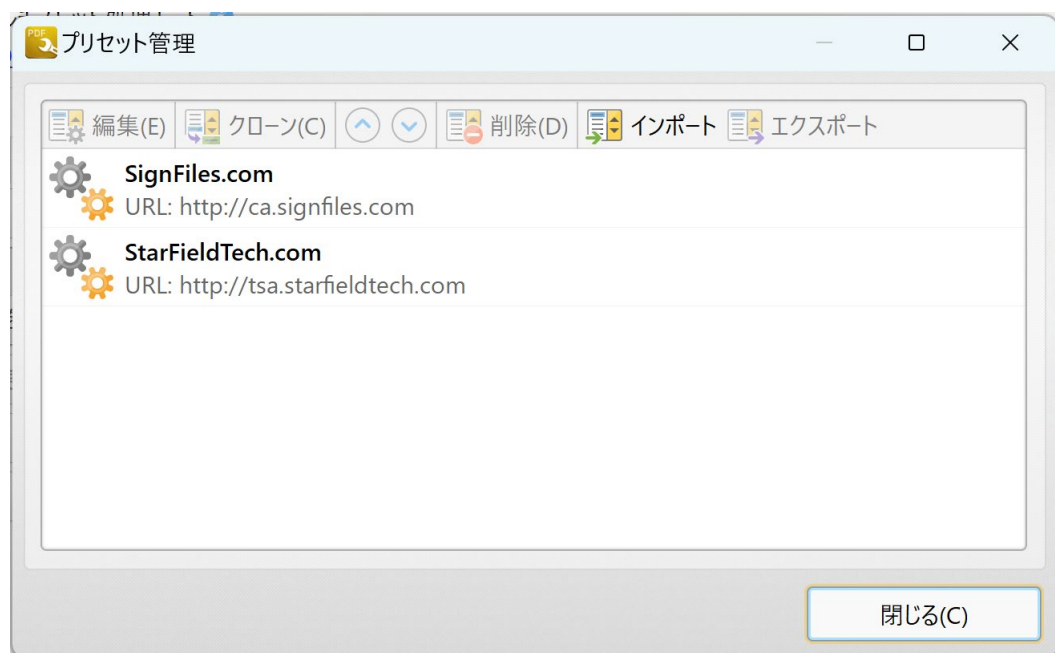 PDF プリセット管理
編集(E) クローン(C) 削除(D) インポート エクスポート
SignFiles.com
URL: http://ca.signfiles.com
StarFieldTech.com
URL: http://tsa.starfieldtech.com
閉じる(C)